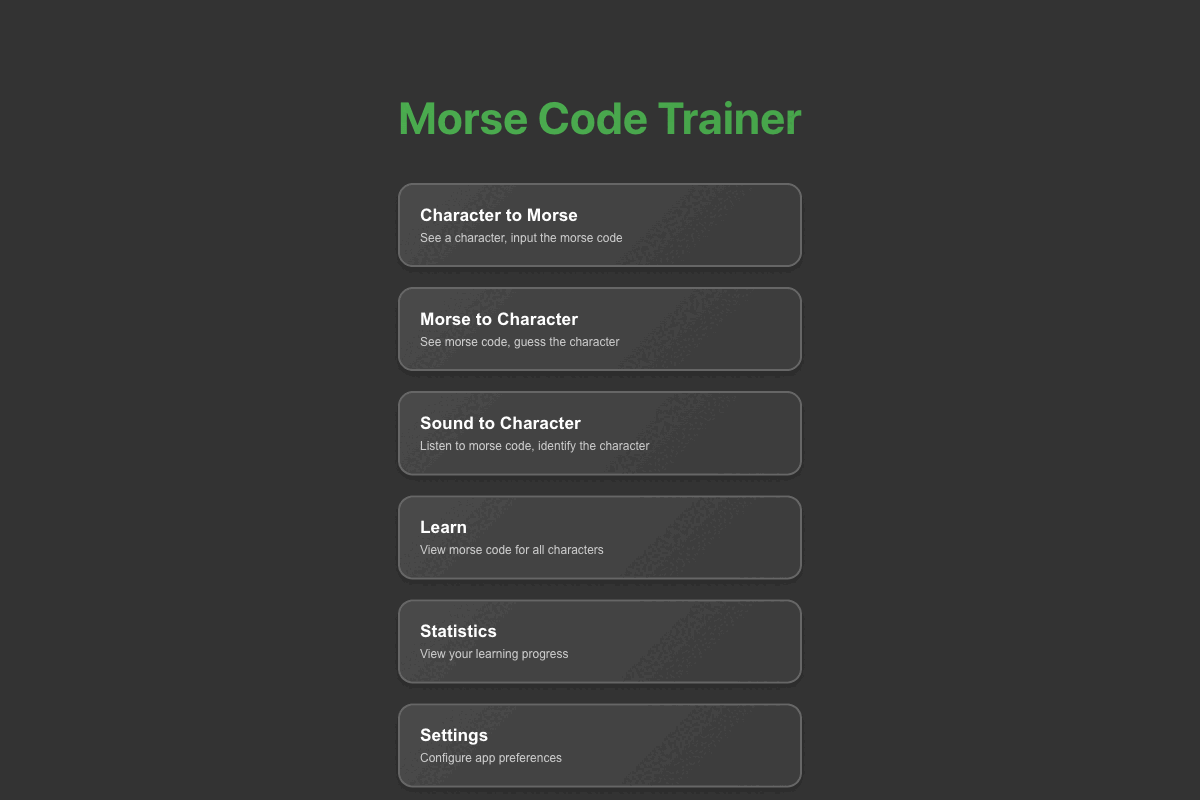 Morse Code Trainer
Character to Morse
See a character, input the morse code
Morse to Character
See morse code, guess the character
Sound to Character
Listen to morse code, identify the character
Learn
View morse code for all characters
Statistics
View your learning progress
Settings
Configure app preferences